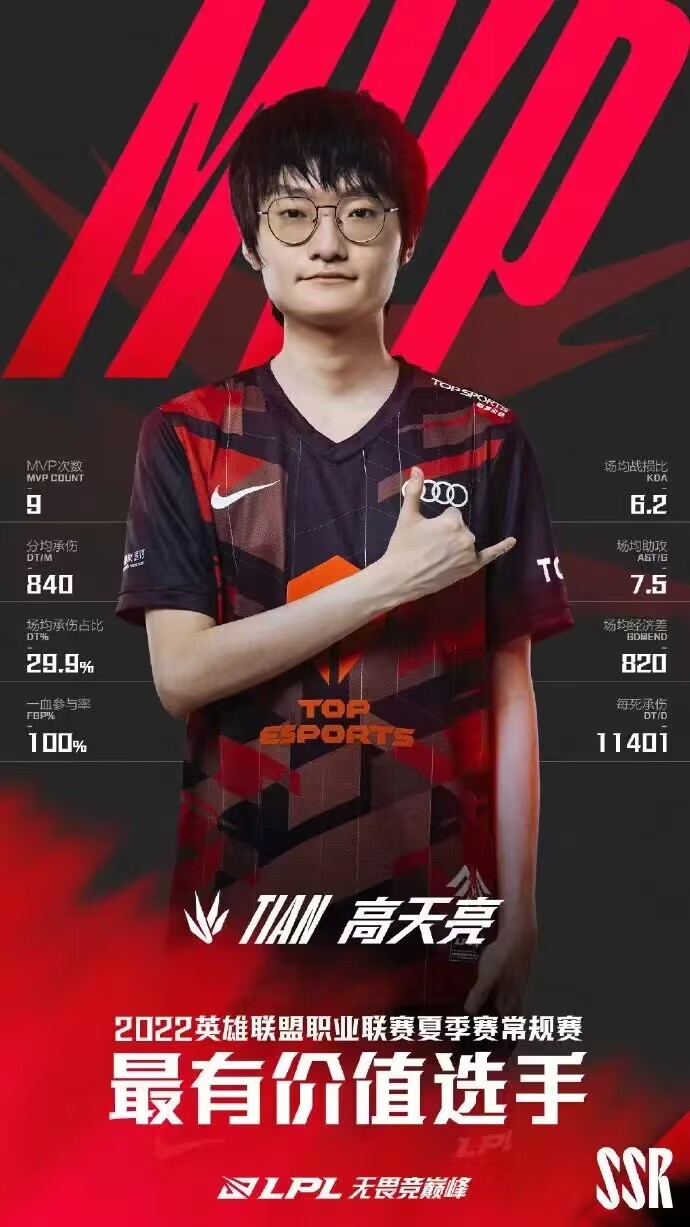 MVP
TOP SPORTS
MVP次数
MVP COUNT
9
分均承伤
DT/M
840
场均承伤占比
DT%
29.9%
一血参与率
FBP%
100%
场均战损比
KDA
6.2
场均助攻
AST/G
7.5
场均经济差
GDMEND
820
每死承伤
DT/D
11401
TO
TOP
ESPORTS
TIAN 高天亮
2022英雄联盟职业联赛夏季赛常规赛
最有价值选手
LPL
LPL 无畏竞巅峰
SSR